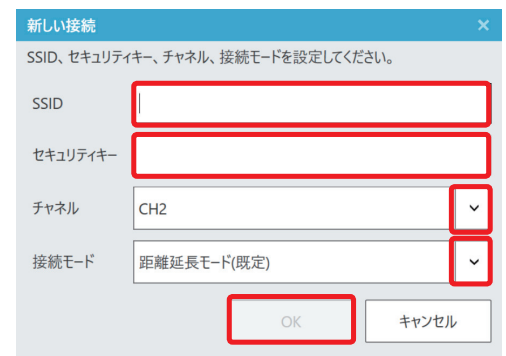 新しい接続
SSID、セキュリティキー、チャネル、接続モードを設定してください。
SSID
セキュリティキー
チャネル CH2
接続モード 距離延長モード(既定)
OK キャンセル